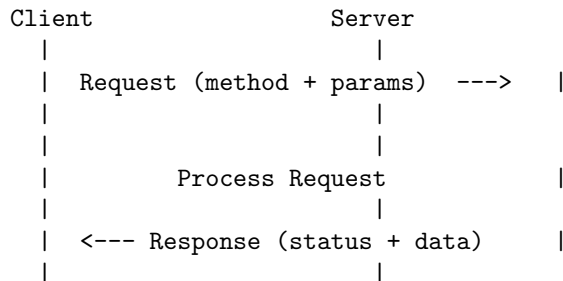 Client Server
Request (method + params) --->
Process Request
<--- Response (status + data)